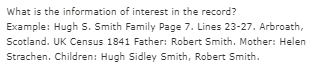 What is the information of interest in the record?
Example: Hugh S. Smith Family Page 7. Lines 23-27. Arbroath,
Scotland. UK Census 1841 Father: Robert Smith. Mother: Helen
Strachen. Children: Hugh Sidley Smith, Robert Smith.